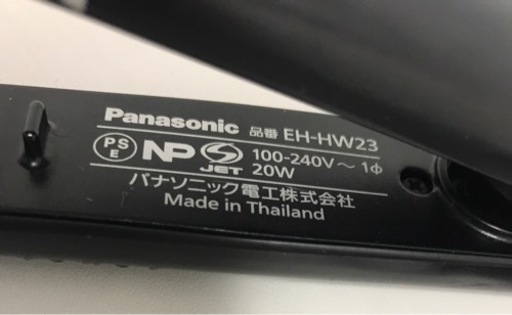 Panasonic 品番 EH-HW23
PS E NP S JET 100-240V～ 1φ
20W
パナソニック電工株式会社
Made in Thailand